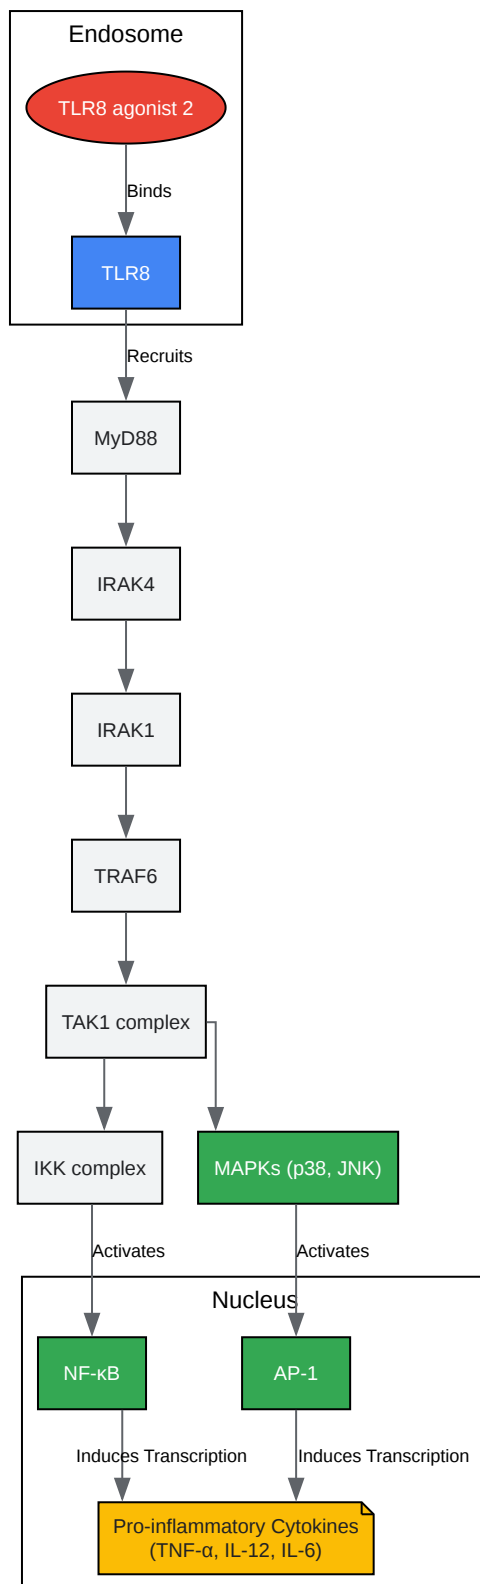 Endosome
TLR8 agonist 2
Binds
TLR8
Recruits
MyD88
IRAK4
IRAK1
TRAF6
TAK1 complex
IKK complex
MAPKs (p38, JNK)
Activates
Activates
Nucleus
NF-κB
AP-1
Induces Transcription
Induces Transcription
Pro-inflammatory Cytokines
(TNF-α, IL-12, IL-6)